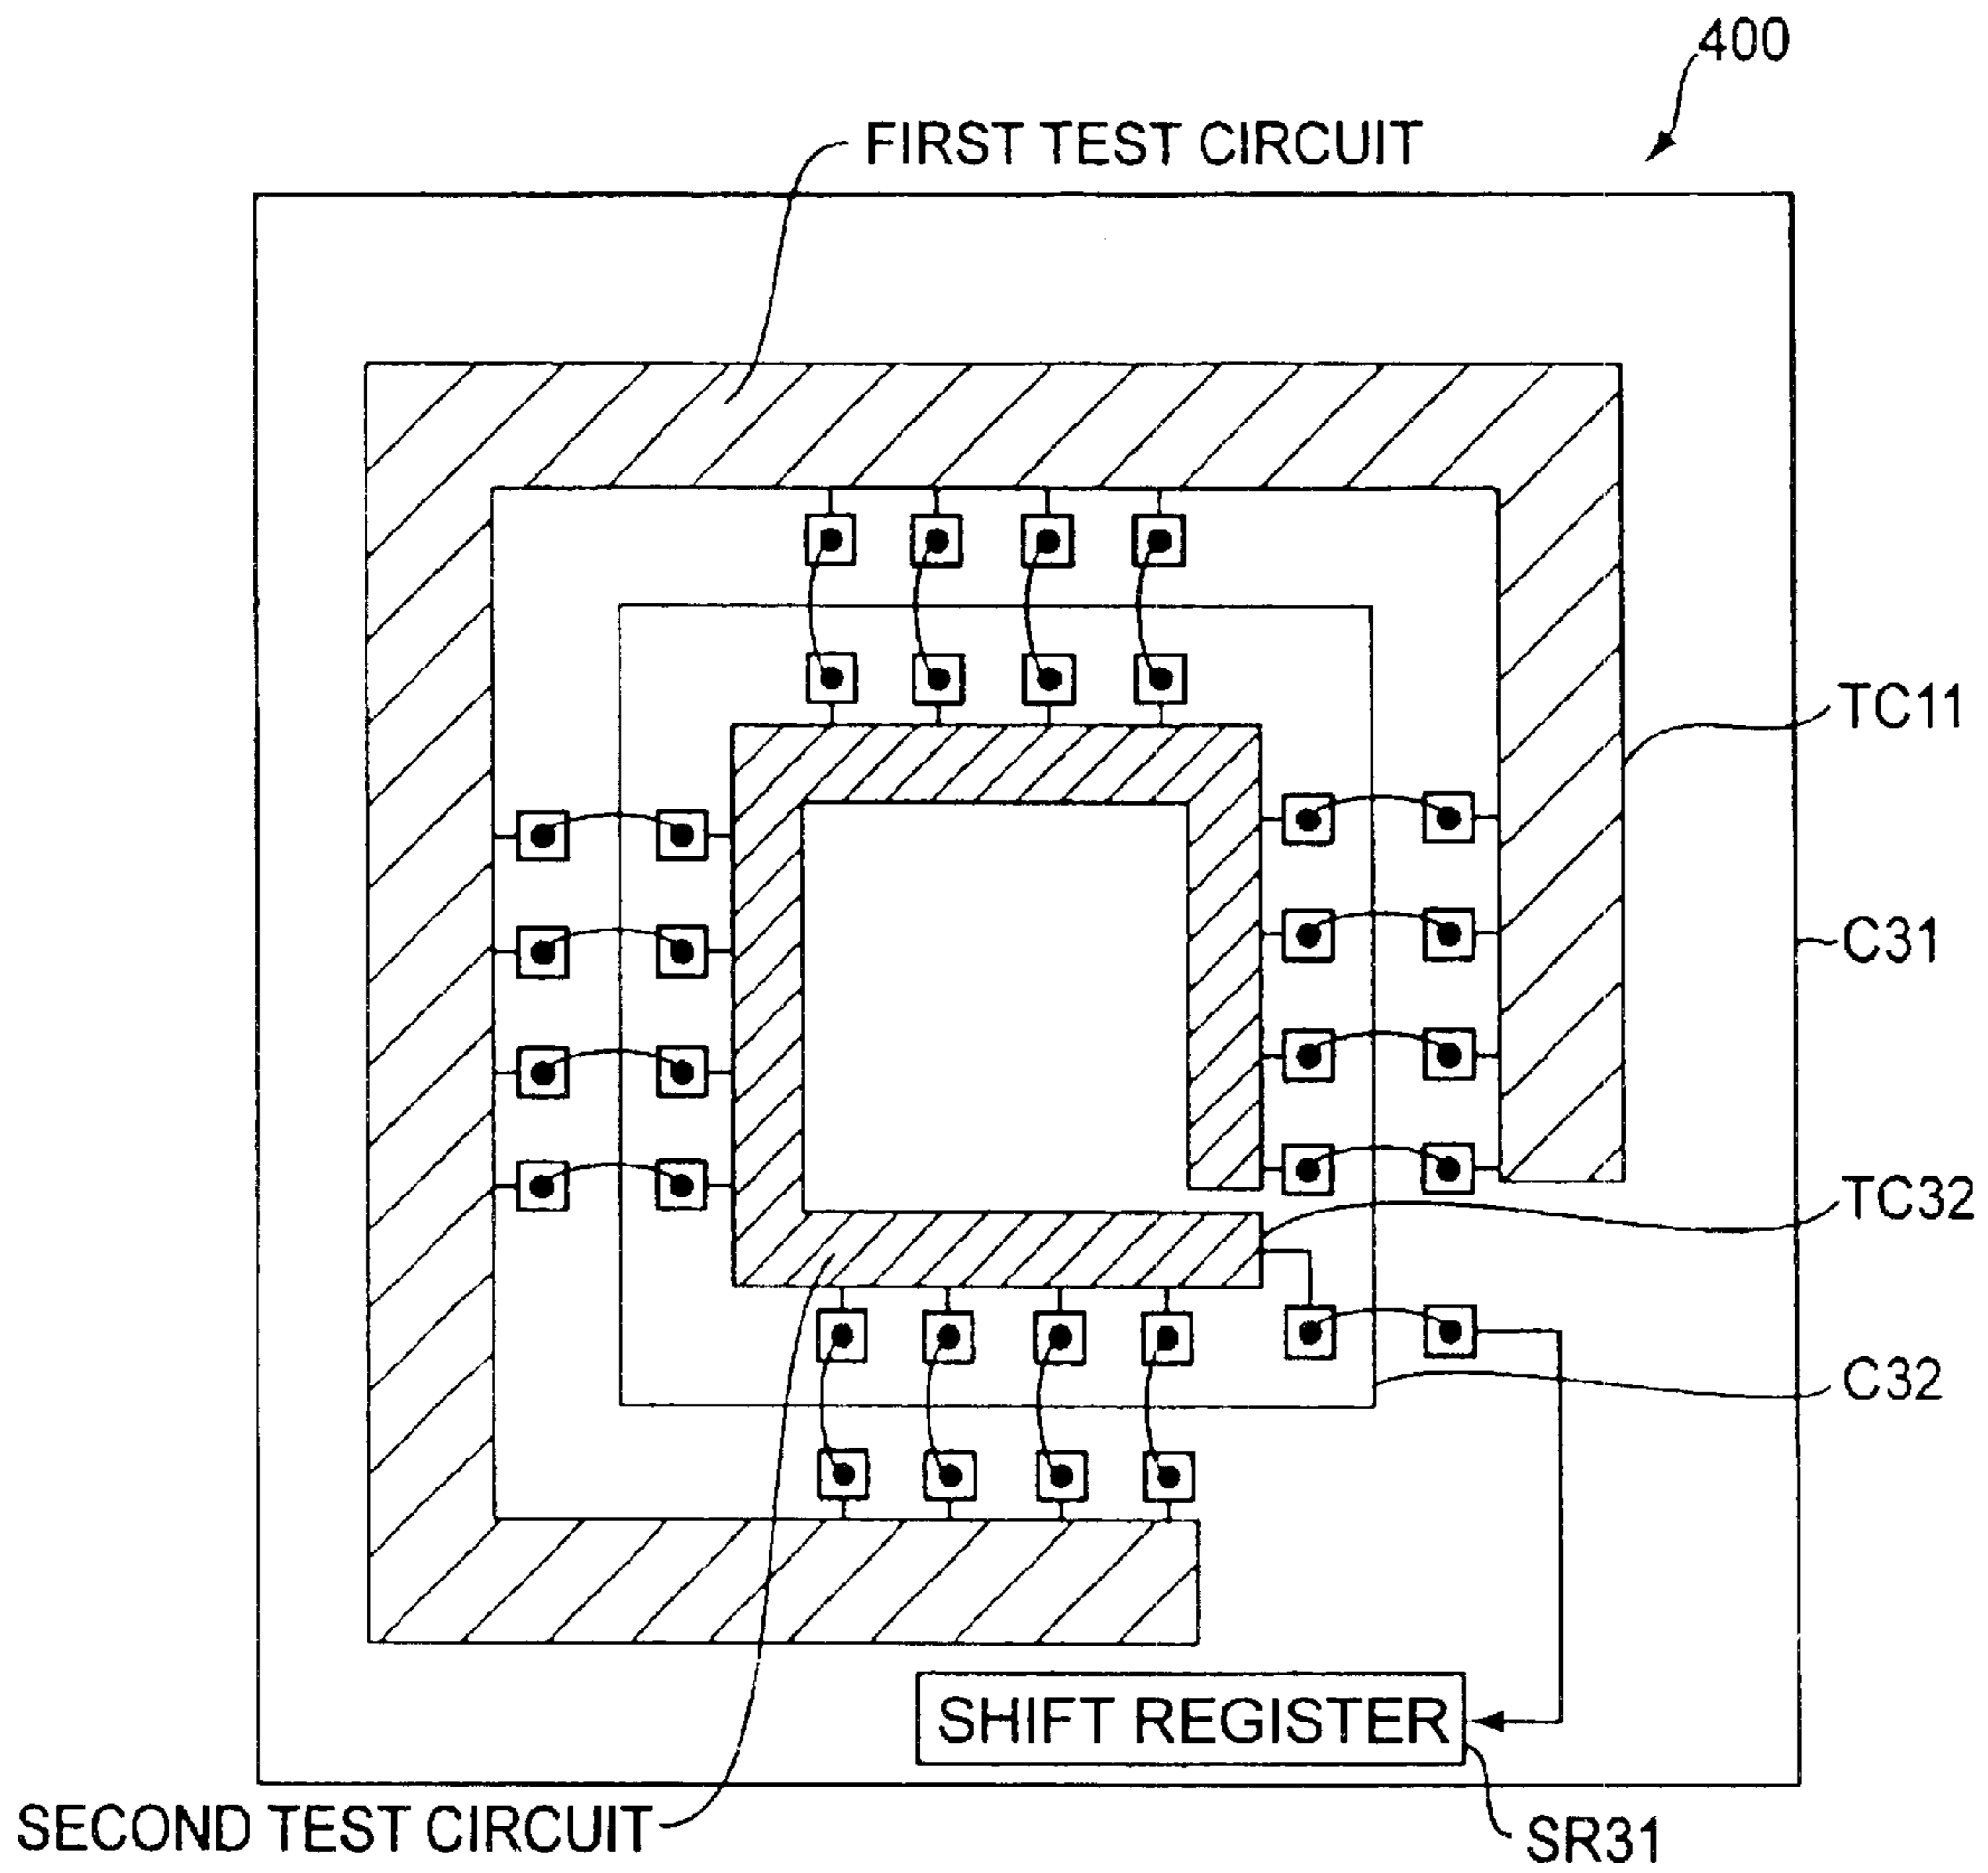 400
FIRST TEST CIRCUIT
TC11
C31
TC32
C32
SHIFT REGISTER
SECOND TEST CIRCUIT
SR31